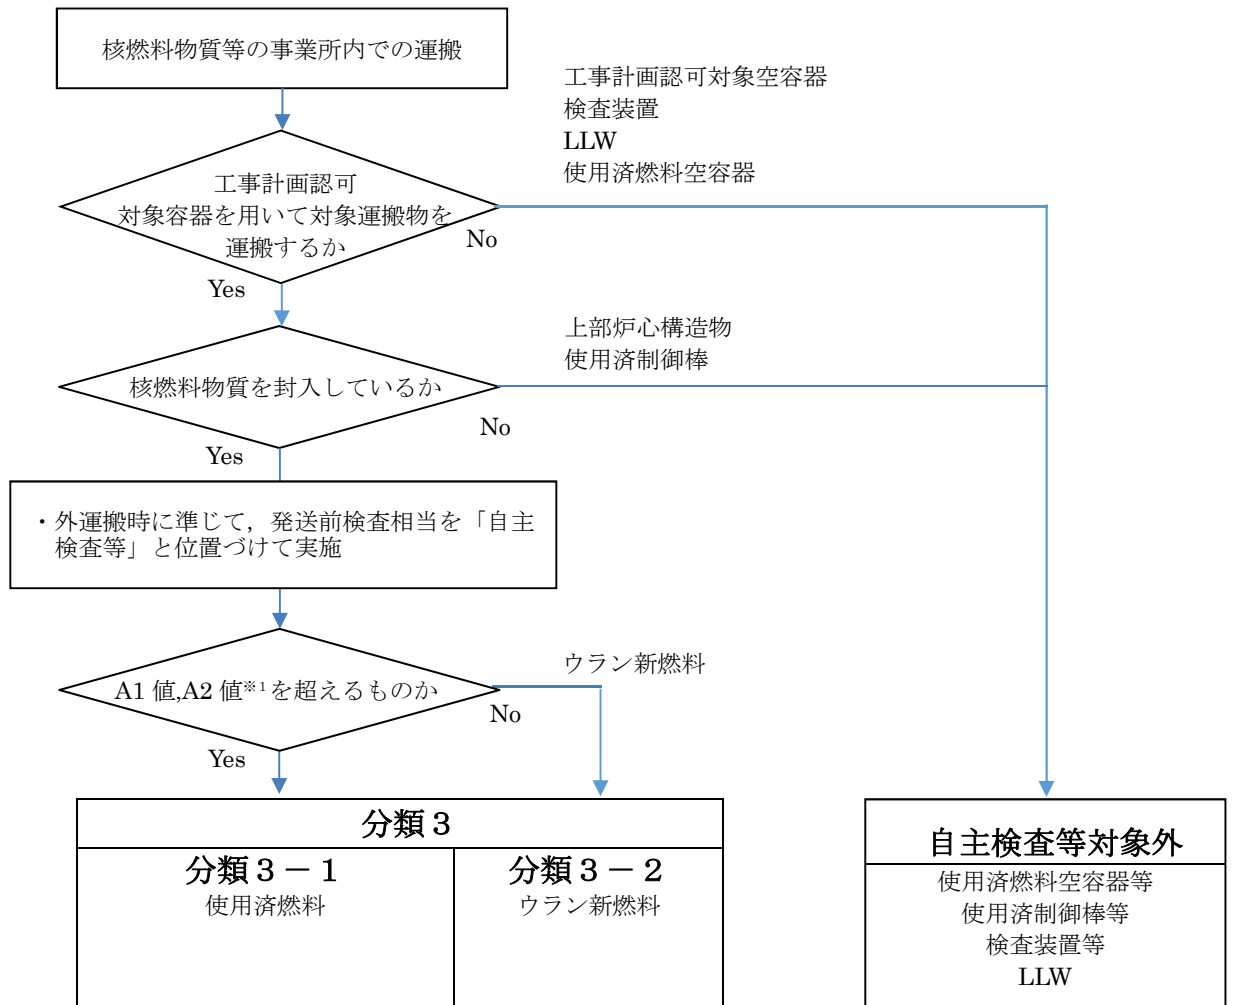 核燃料物質等の事業所内での運搬
工事計画認可対象空容器
検査装置
LLW
使用済燃料空容器
工事計画認可
対象容器を用いて対象運搬物を
運搬するか
No
Yes
上部炉心構造物
使用済制御棒
核燃料物質を封入しているか
No
Yes
・外運搬時に準じて，発送前検査相当を「自主
検査等」と位置づけて実施
ウラン新燃料
A1 値,A2 値※1を超えるものか
No
Yes
分類３
分類３－１
使用済燃料
分類３－２
ウラン新燃料
自主検査等対象外
使用済燃料空容器等
使用済制御棒等
検査装置等
LLW